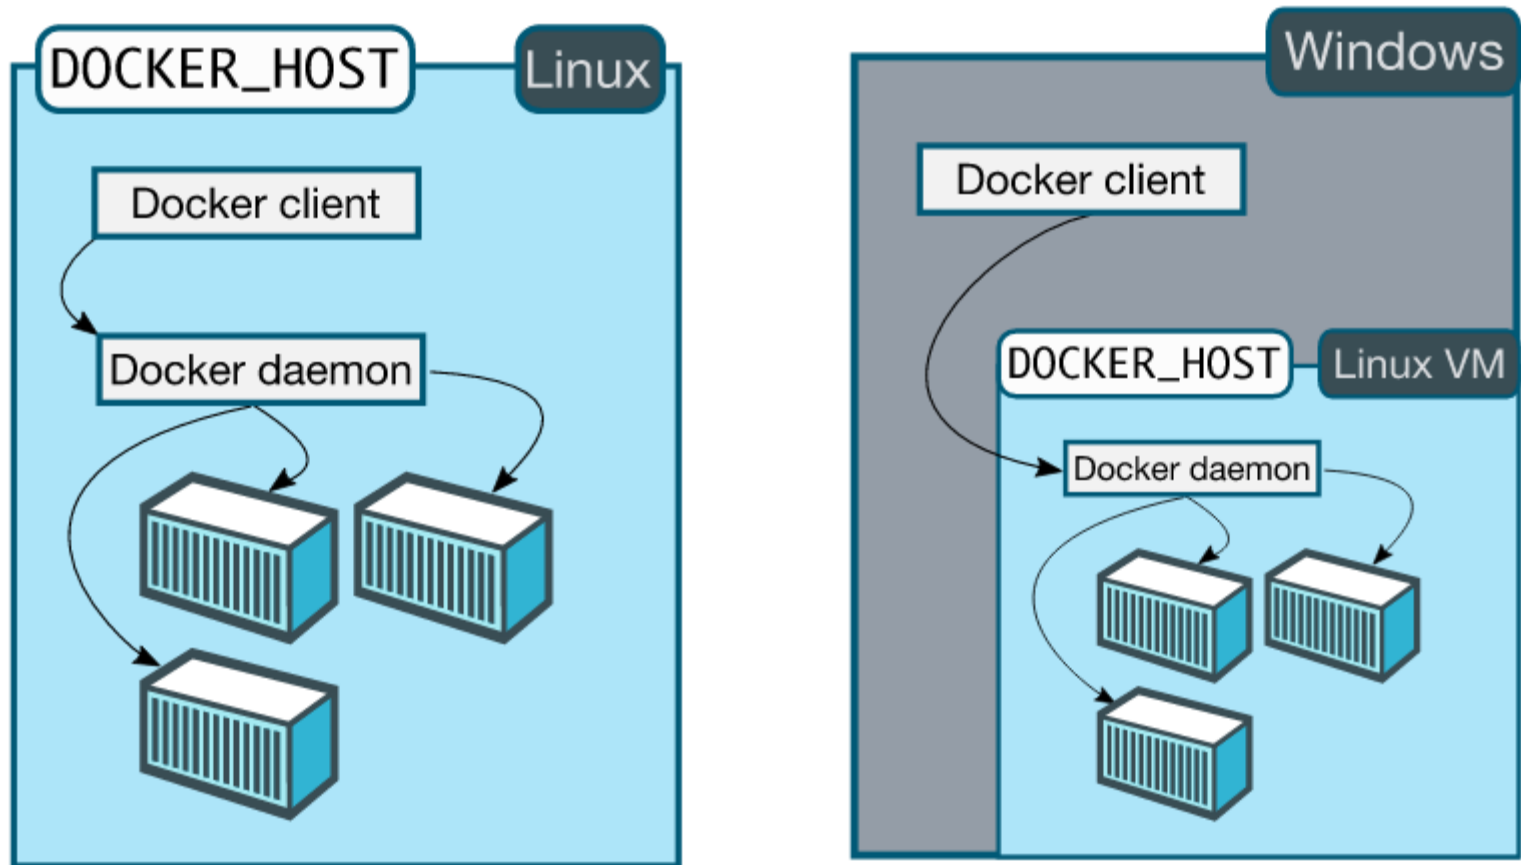 DOCKER_HOST
Linux
Docker client
Docker daemon
Windows
Docker client
DOCKER_HOST
Linux VM
Docker daemon